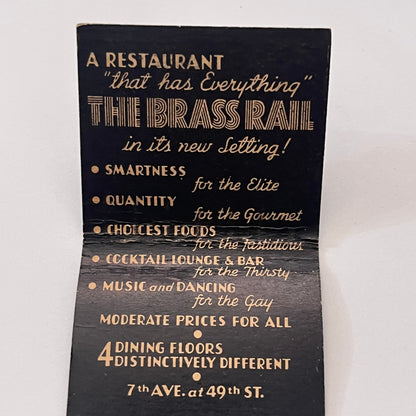 A RESTAURANT
"that has Everything"
THE BRASS RAIL
in its new Setting!
• SMARTNESS
for the Elite
• QUANTITY
for the Gourmet
• CHOICEST FOODS
for the fastidious
• COCKTAIL LOUNGE & BAR
for the Thirsty
• MUSIC and DANCING
for the Gay
MODERATE PRICES FOR ALL
•
4 DINING FLOORS
DISTINCTIVELY DIFFERENT
•
7th AVE. at 49th ST.